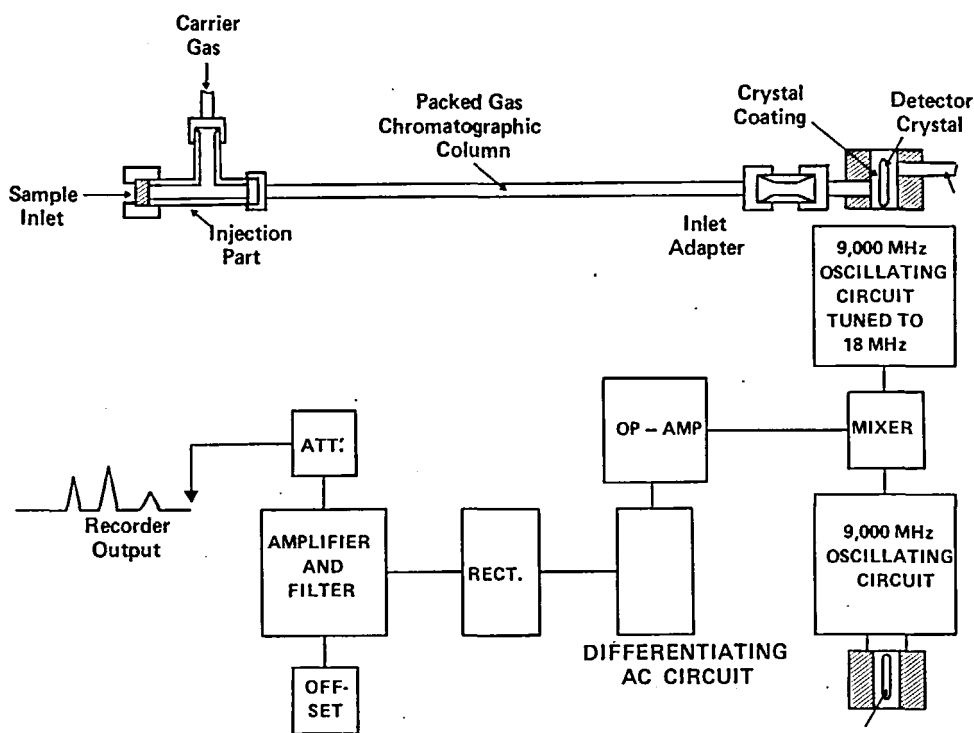 Carrier
Gas
Packed Gas
Chromatographic
Column
Crystal
Coating
Detector
Crystal
Sample
Inlet
Injection
Part
Inlet
Adapter
9,000 MHz
OSCILLATING
CIRCUIT
TUNED TO
18 MHz
OP – AMP
MIXER
ATT.
Recorder
Output
AMPLIFIER
AND
FILTER
RECT.
9,000 MHz
OSCILLATING
CIRCUIT
DIFFERENTIATING
AC CIRCUIT
OFF-
SET